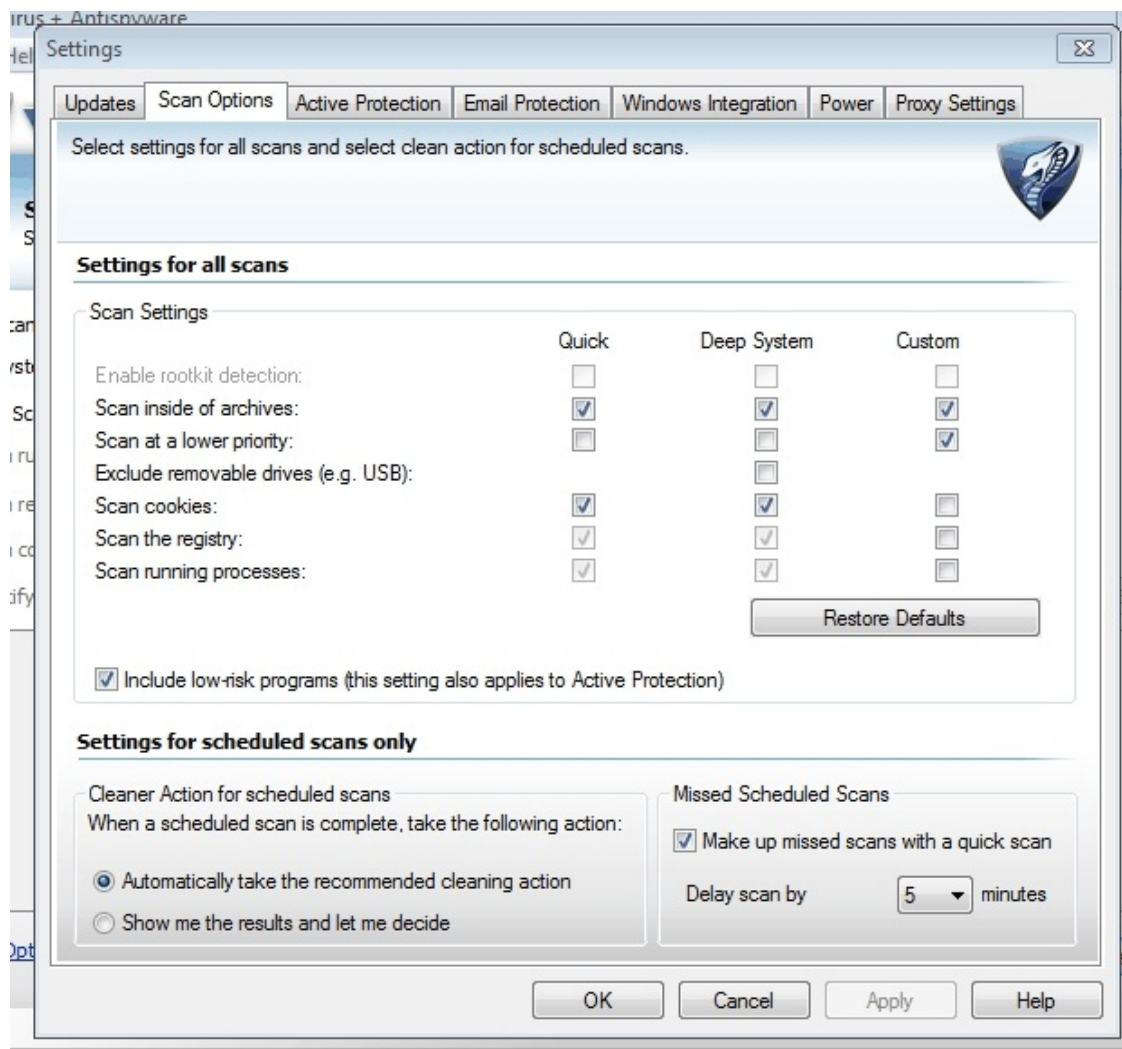 irus + Antispyware
Hel
Settings
Updates Scan Options Active Protection Email Protection Windows Integration Power Proxy Settings
Select settings for all scans and select clean action for scheduled scans.
Settings for all scans
Scan Settings
Quick Deep System Custom
Enable rootkit detection:
Scan inside of archives:
Scan at a lower priority:
Exclude removable drives (e.g. USB):
Scan cookies:
Scan the registry:
Scan running processes:
Restore Defaults
Include low-risk programs (this setting also applies to Active Protection)
Settings for scheduled scans only
Cleaner Action for scheduled scans
When a scheduled scan is complete, take the following action:
Automatically take the recommended cleaning action
Show me the results and let me decide
Missed Scheduled Scans
Make up missed scans with a quick scan
Delay scan by 5 minutes
OK Cancel Apply Help